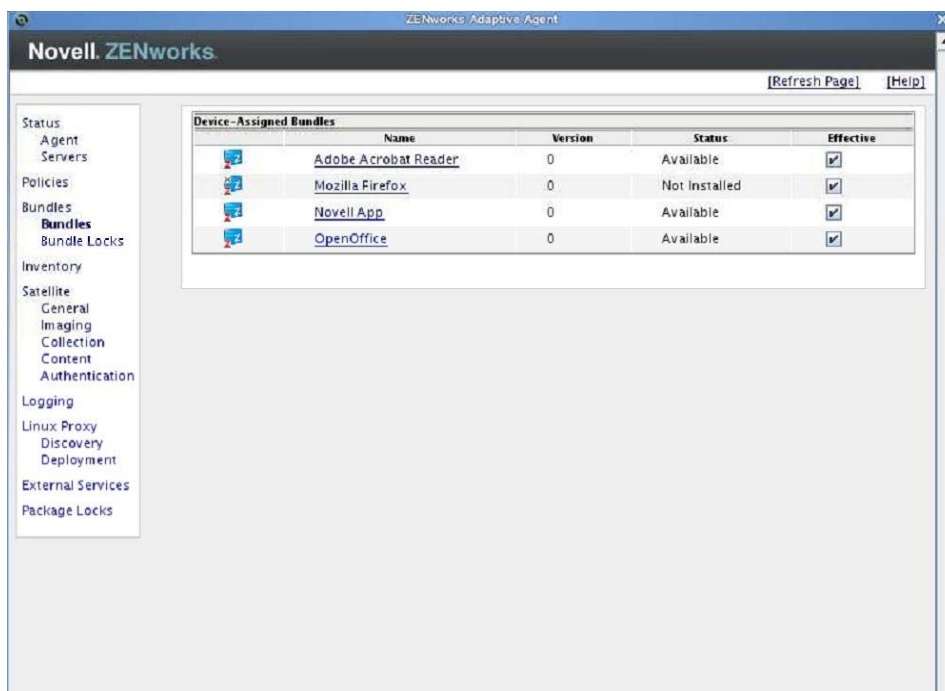 ZENworks Adaptive Agent
Novell. ZENworks.
[Refresh Page] [Help]
Status
Agent
Servers
Policies
Bundles
Bundles
Bundle Locks
Inventory
Satellite
General
Imaging
Collection
Content
Authentication
Logging
Linux Proxy
Discovery
Deployment
External Services
Package Locks
Device-Assigned Bundles
Name Version Status Effective
Adobe Acrobat Reader 0 Available
Mozilla Firefox 0 Not Installed
Novell App 0 Available
OpenOffice 0 Available